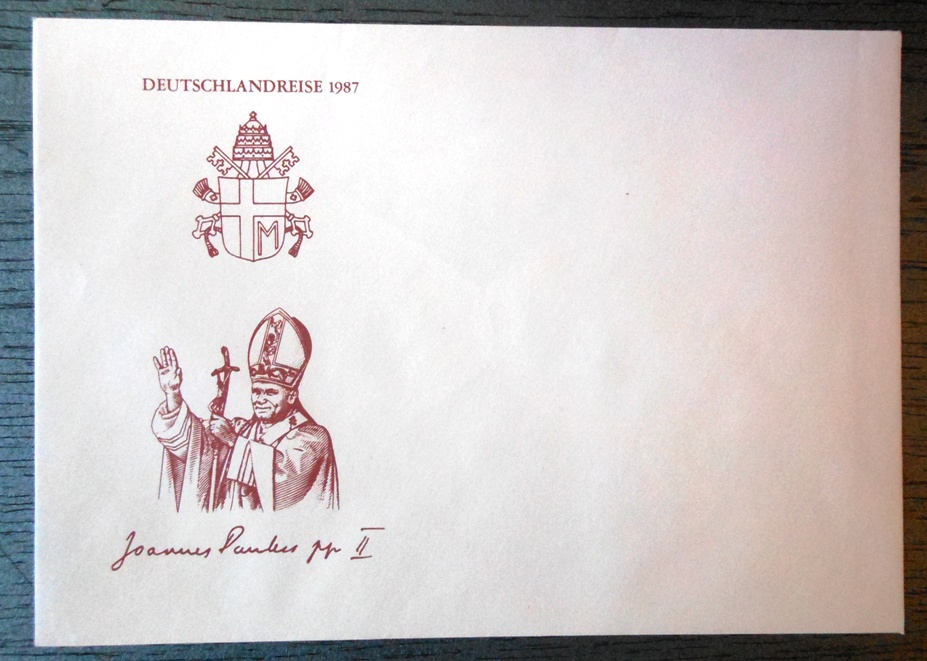 DEUTSCHLANDREISE 1987
M
Joannes Paulus pp II